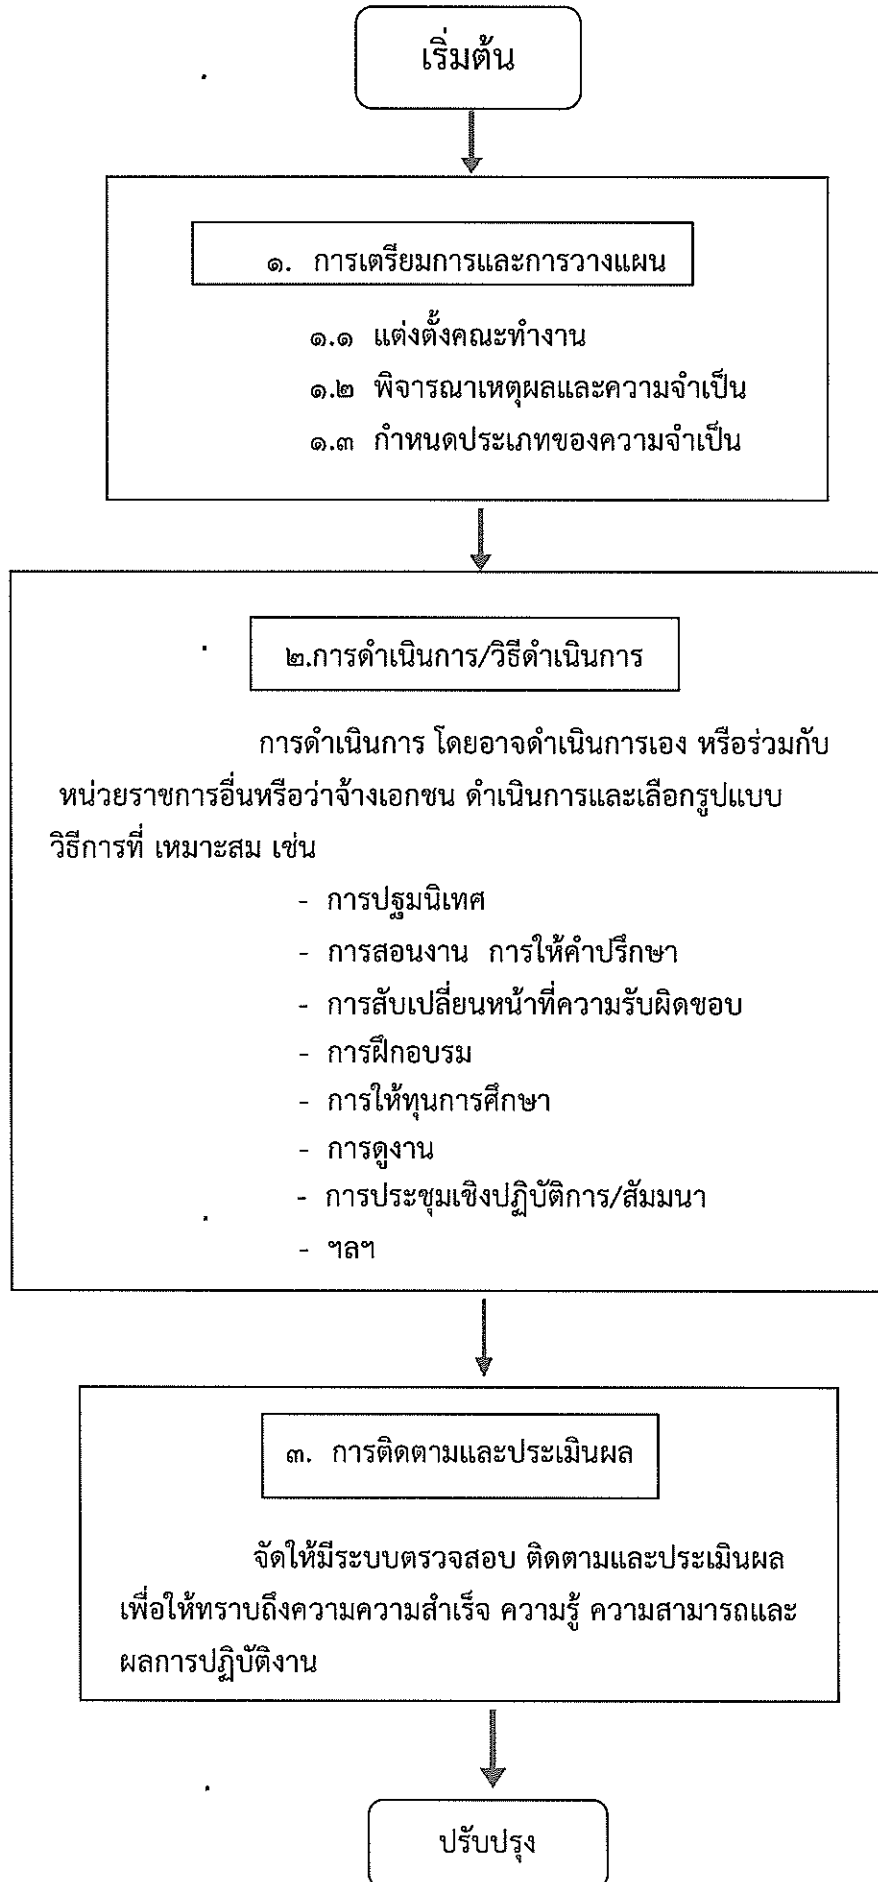 เริ่มต้น
๑. การเตรียมการและการวางแผน
๑.๑ แต่งตั้งคณะทำงาน
๑.๒ พิจารณาเหตุผลและความจำเป็น
๑.๓ กำหนดประเภทของความจำเป็น
๒.การดำเนินการ/วิธีดำเนินการ
การดำเนินการ โดยอาจดำเนินการเอง หรือร่วมกับ
หน่วยราชการอื่นหรือว่าจ้างเอกชน ดำเนินการและเลือกรูปแบบ
วิธีการที่ เหมาะสม เช่น
- การปฐมนิเทศ
- การสอนงาน การให้คำปรึกษา
- การสับเปลี่ยนหน้าที่ความรับผิดชอบ
- การฝึกอบรม
- การให้ทุนการศึกษา
- การดูงาน
- การประชุมเชิงปฏิบัติการ/สัมมนา
- ฯลฯ
๓. การติดตามและประเมินผล
จัดให้มีระบบตรวจสอบ ติดตามและประเมินผล
เพื่อให้ทราบถึงความความสำเร็จ ความรู้ ความสามารถและ
ผลการปฏิบัติงาน
ปรับปรุง